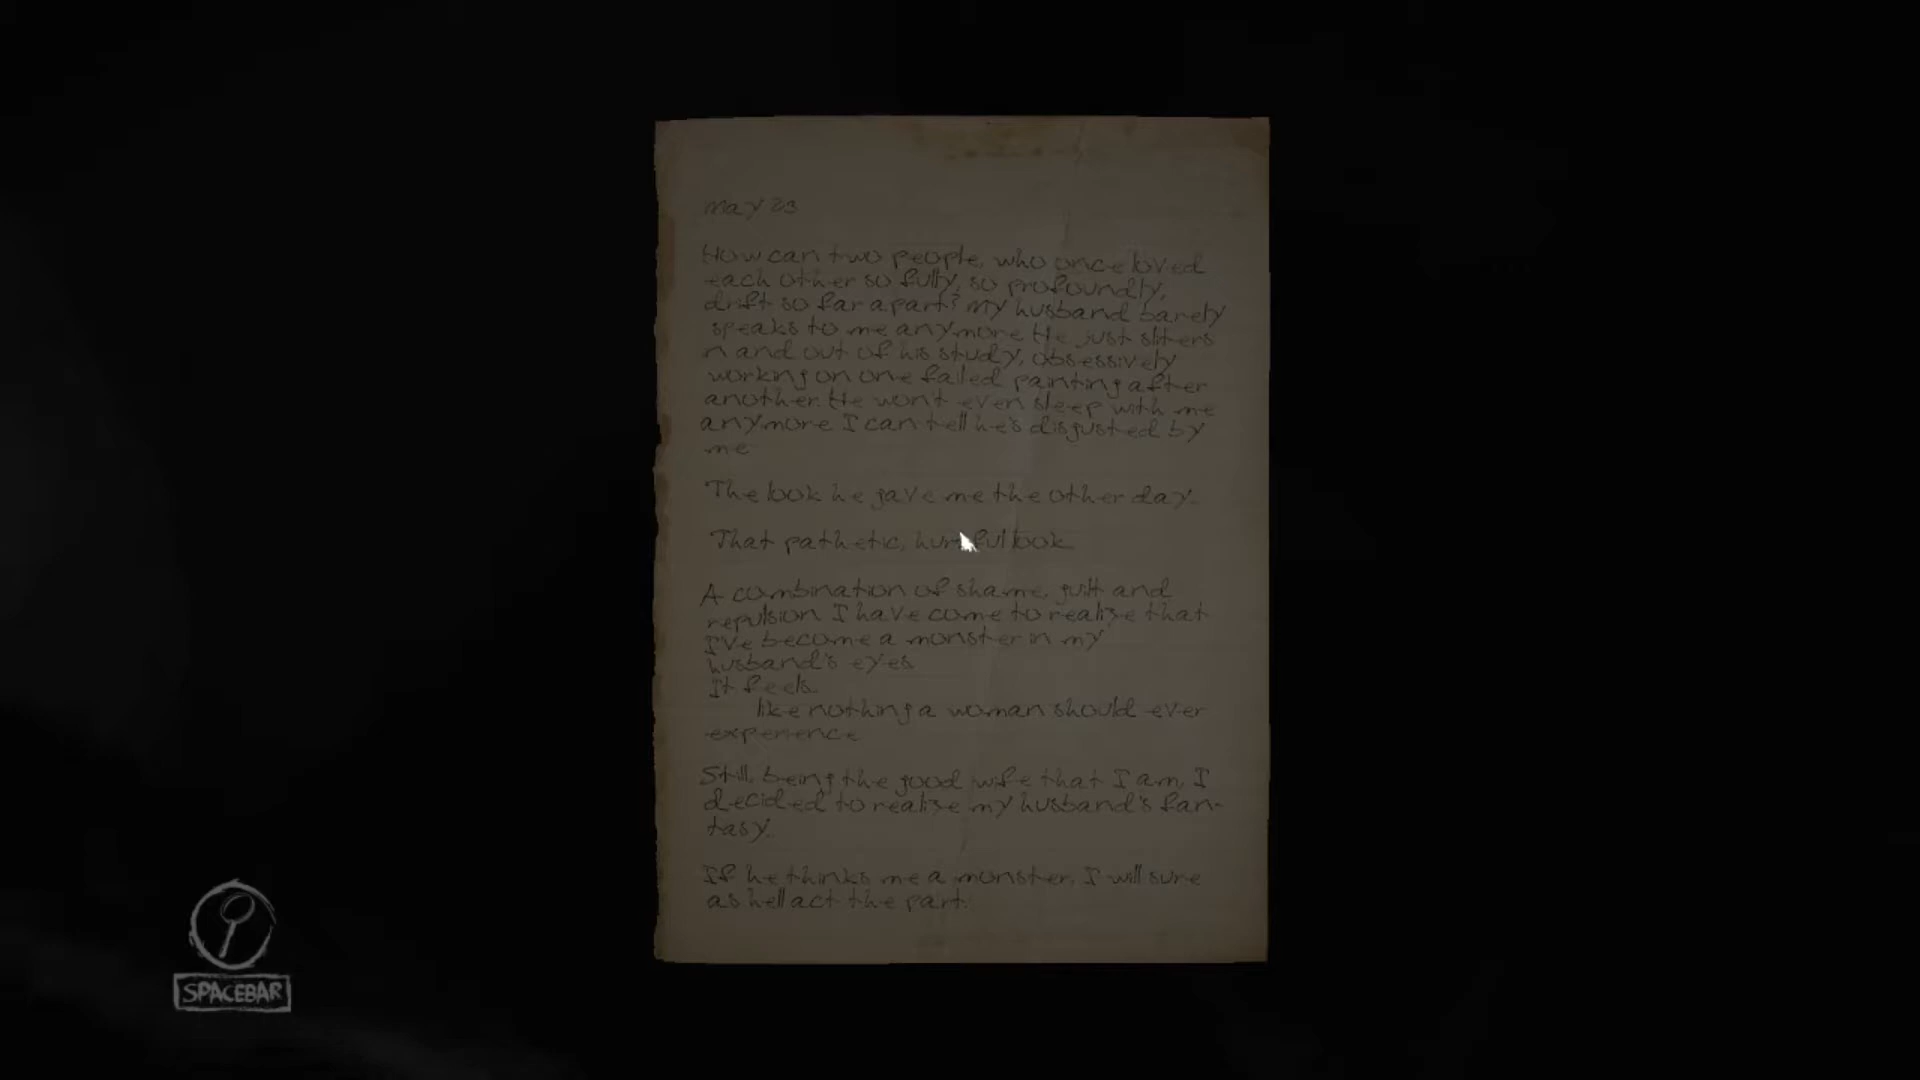 May 23
How can two people, who once loved
each other so fully, so profoundly,
drift so far apart? My husband barely
speaks to me anymore. He just slithers
in and out of his study, obsessively
working on one failed painting after
another. He won't even sleep with me
anymore. I can tell he's disgusted by
me.
The look he gave me the other day.
That pathetic, hurtful look.
A combination of shame, guilt and
repulsion. I have come to realize that
I've become a monster in my
husband's eyes.
It feels.
like nothing a woman should ever
experience.
Still, being the good wife that I am, I
decided to realize my husband's fan-
tasy.
If he thinks me a monster, I will sure
as hell act the part.
SPACEBAR